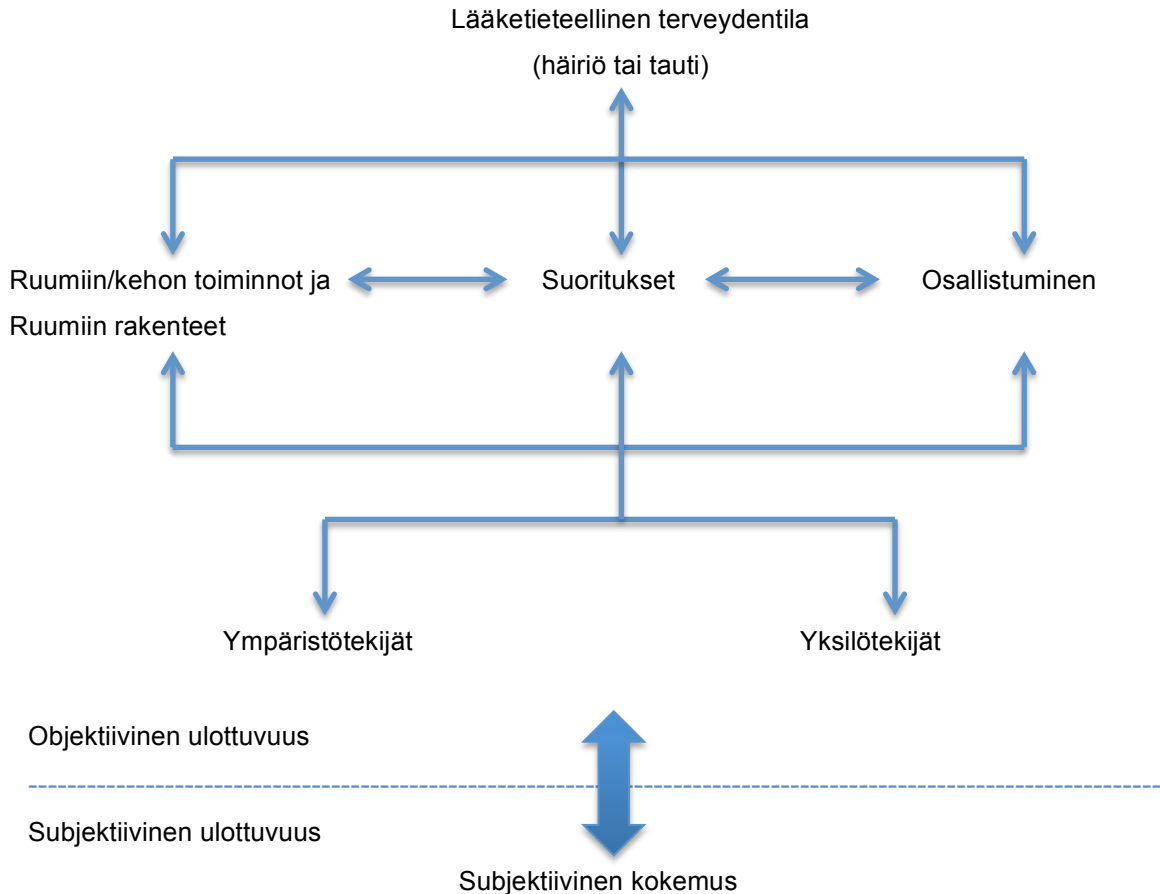 Lääketieteellinen terveydentila
(häiriö tai tauti)
Ruumiin/kehon toiminnot ja
Ruumiin rakenteet
Suoritukset
Osallistuminen
Ympäristötekijät
Yksilötekijät
Objektiivinen ulottuvuus
Subjektiivinen ulottuvuus
Subjektiivinen kokemus